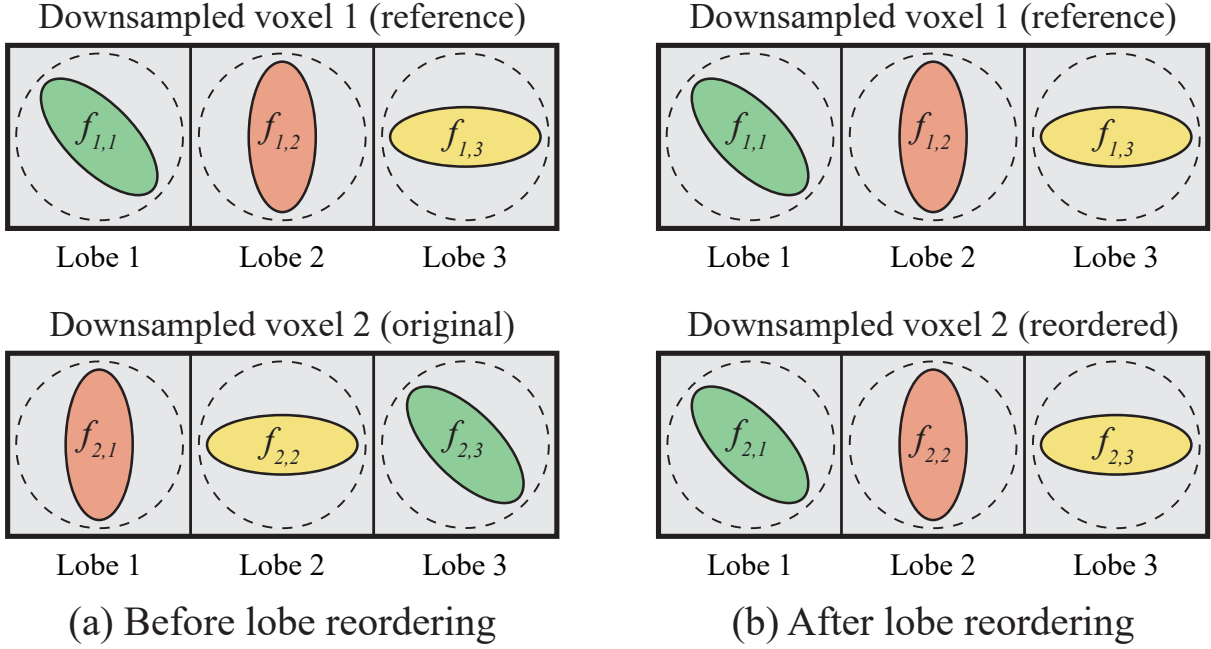 Downsampled voxel 1 (reference)
f1,1 f1,2 f1,3
Lobe 1 Lobe 2 Lobe 3
Downsampled voxel 2 (original)
f2,1 f2,2 f2,3
Lobe 1 Lobe 2 Lobe 3
(a) Before lobe reordering
Downsampled voxel 1 (reference)
f1,1 f1,2 f1,3
Lobe 1 Lobe 2 Lobe 3
Downsampled voxel 2 (reordered)
f2,1 f2,2 f2,3
Lobe 1 Lobe 2 Lobe 3
(b) After lobe reordering